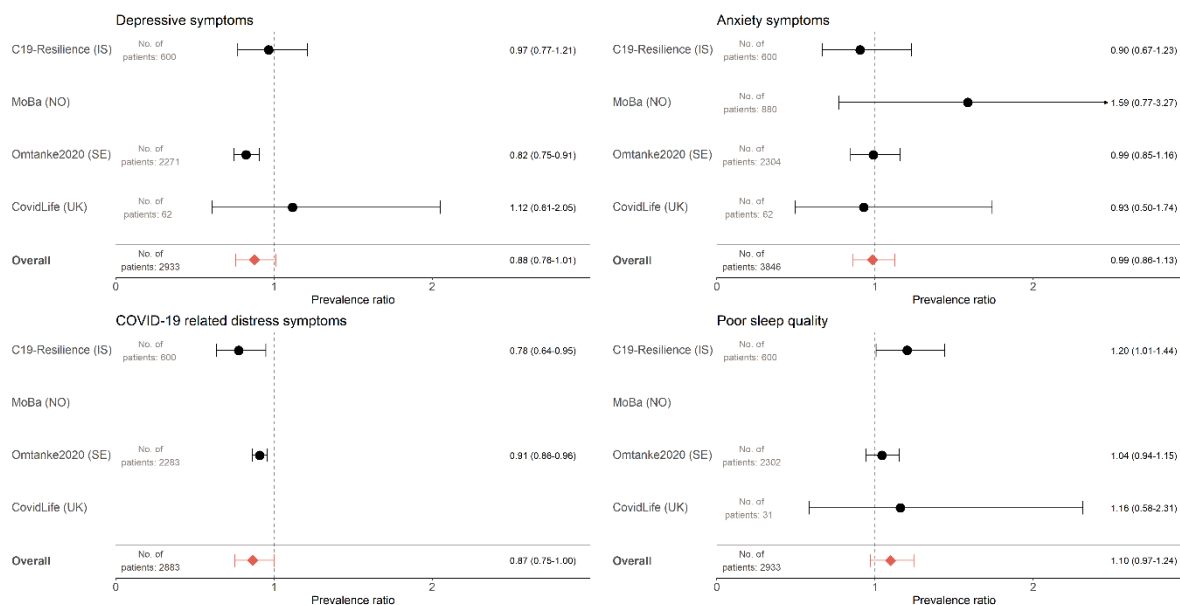 Depressive symptoms
C19-Resilience (IS)
No. of
patients: 600
0.97 (0.77-1.21)
MoBa (NO)
Omtanke2020 (SE)
No. of
patients: 2271
0.82 (0.75-0.91)
CovidLife (UK)
No. of
patients: 62
1.12 (0.61-2.05)
Overall
No. of
patients: 2933
0.88 (0.76-1.01)
0
1
2
Prevalence ratio
Anxiety symptoms
C19-Resilience (IS)
No. of
patients: 600
0.90 (0.67-1.23)
MoBa (NO)
No. of
patients: 880
1.59 (0.77-3.27)
Omtanke2020 (SE)
No. of
patients: 2304
0.99 (0.85-1.16)
CovidLife (UK)
No. of
patients: 62
0.93 (0.50-1.74)
Overall
No. of
patients: 3846
0.99 (0.86-1.13)
0
1
2
Prevalence ratio
COVID-19 related distress symptoms
C19-Resilience (IS)
No. of
patients: 600
0.78 (0.64-0.95)
MoBa (NO)
Omtanke2020 (SE)
No. of
patients: 2283
0.91 (0.86-0.96)
CovidLife (UK)
Overall
No. of
patients: 2883
0.87 (0.75-1.00)
0
1
2
Prevalence ratio
Poor sleep quality
C19-Resilience (IS)
No. of
patients: 600
1.20 (1.01-1.44)
MoBa (NO)
Omtanke2020 (SE)
No. of
patients: 2302
1.04 (0.94-1.15)
CovidLife (UK)
No. of
patients: 31
1.16 (0.58-2.31)
Overall
No. of
patients: 2933
1.10 (0.97-1.24)
0
1
2
Prevalence ratio